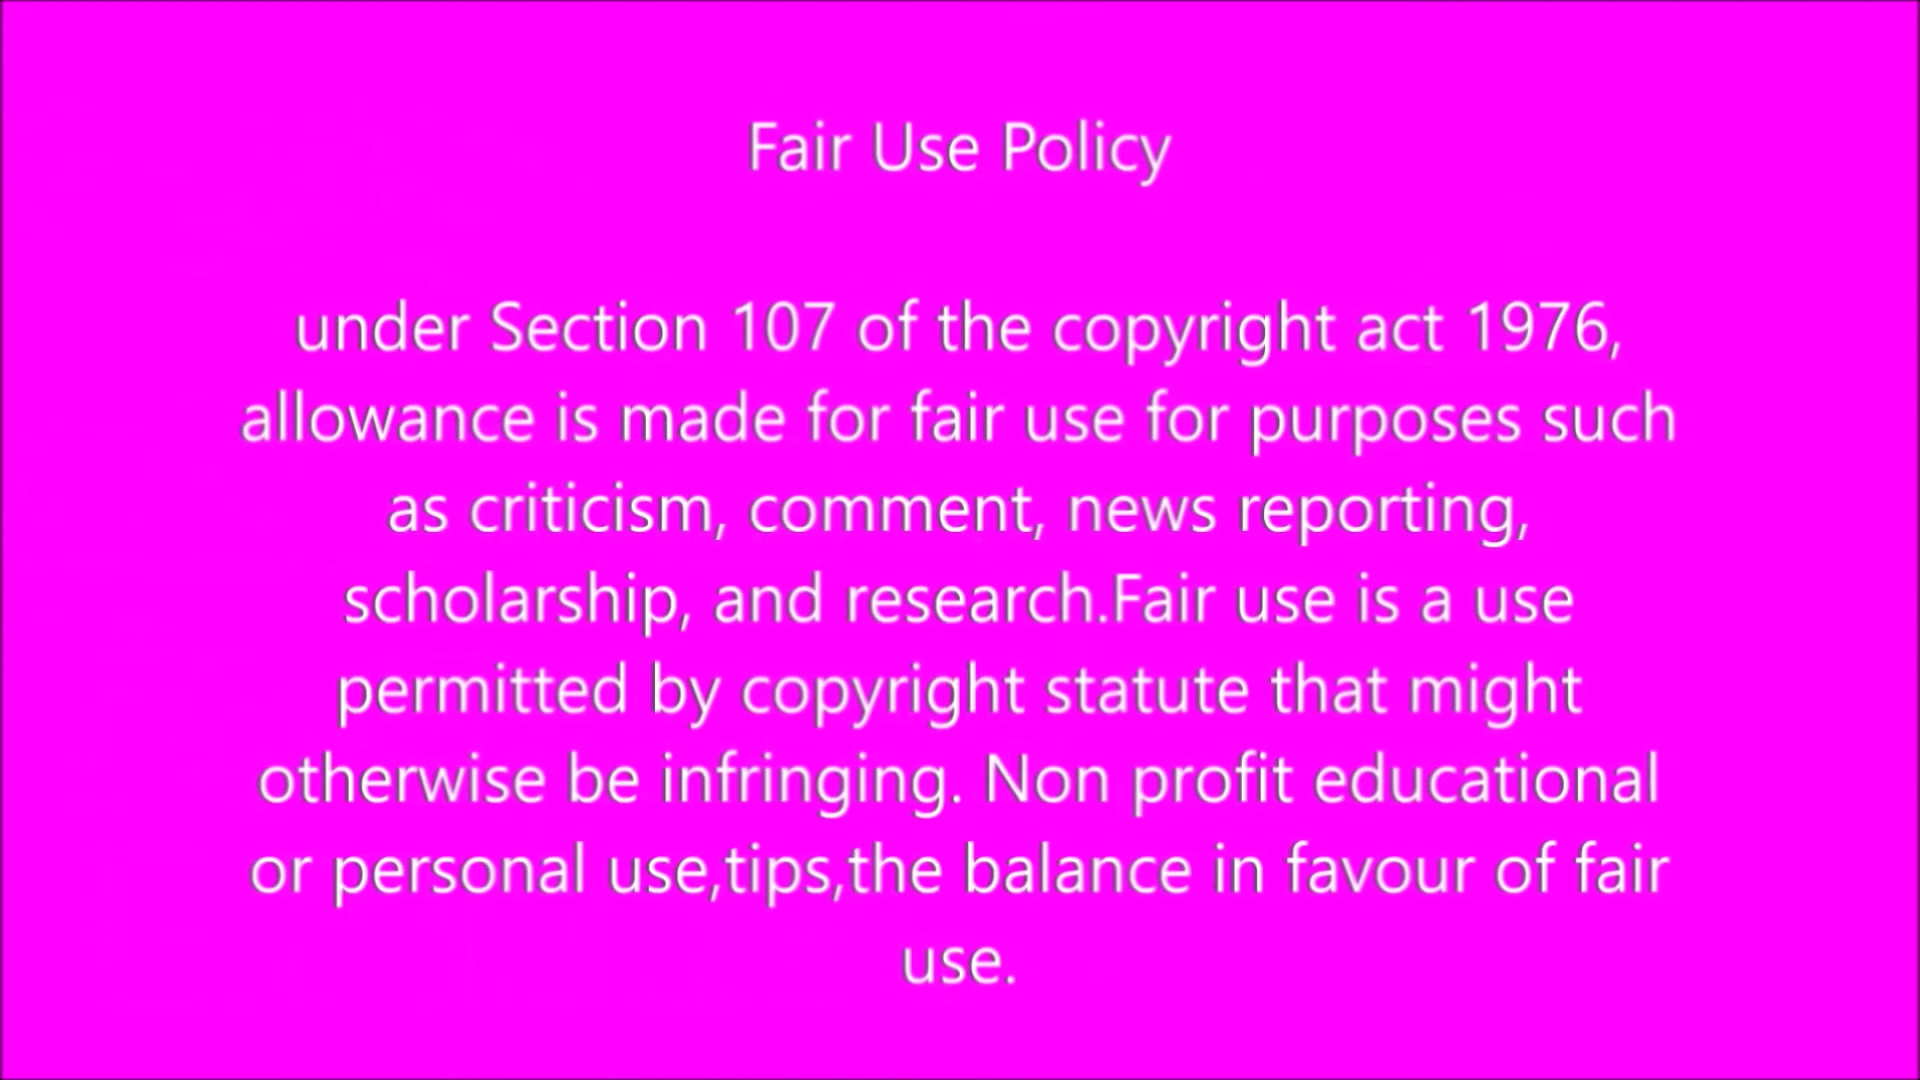 Fair Use Policy
under Section 107 of the copyright act 1976,
allowance is made for fair use for purposes such
as criticism, comment, news reporting,
scholarship, and research.Fair use is a use
permitted by copyright statute that might
otherwise be infringing. Non profit educational
or personal use,tips,the balance in favour of fair
use.